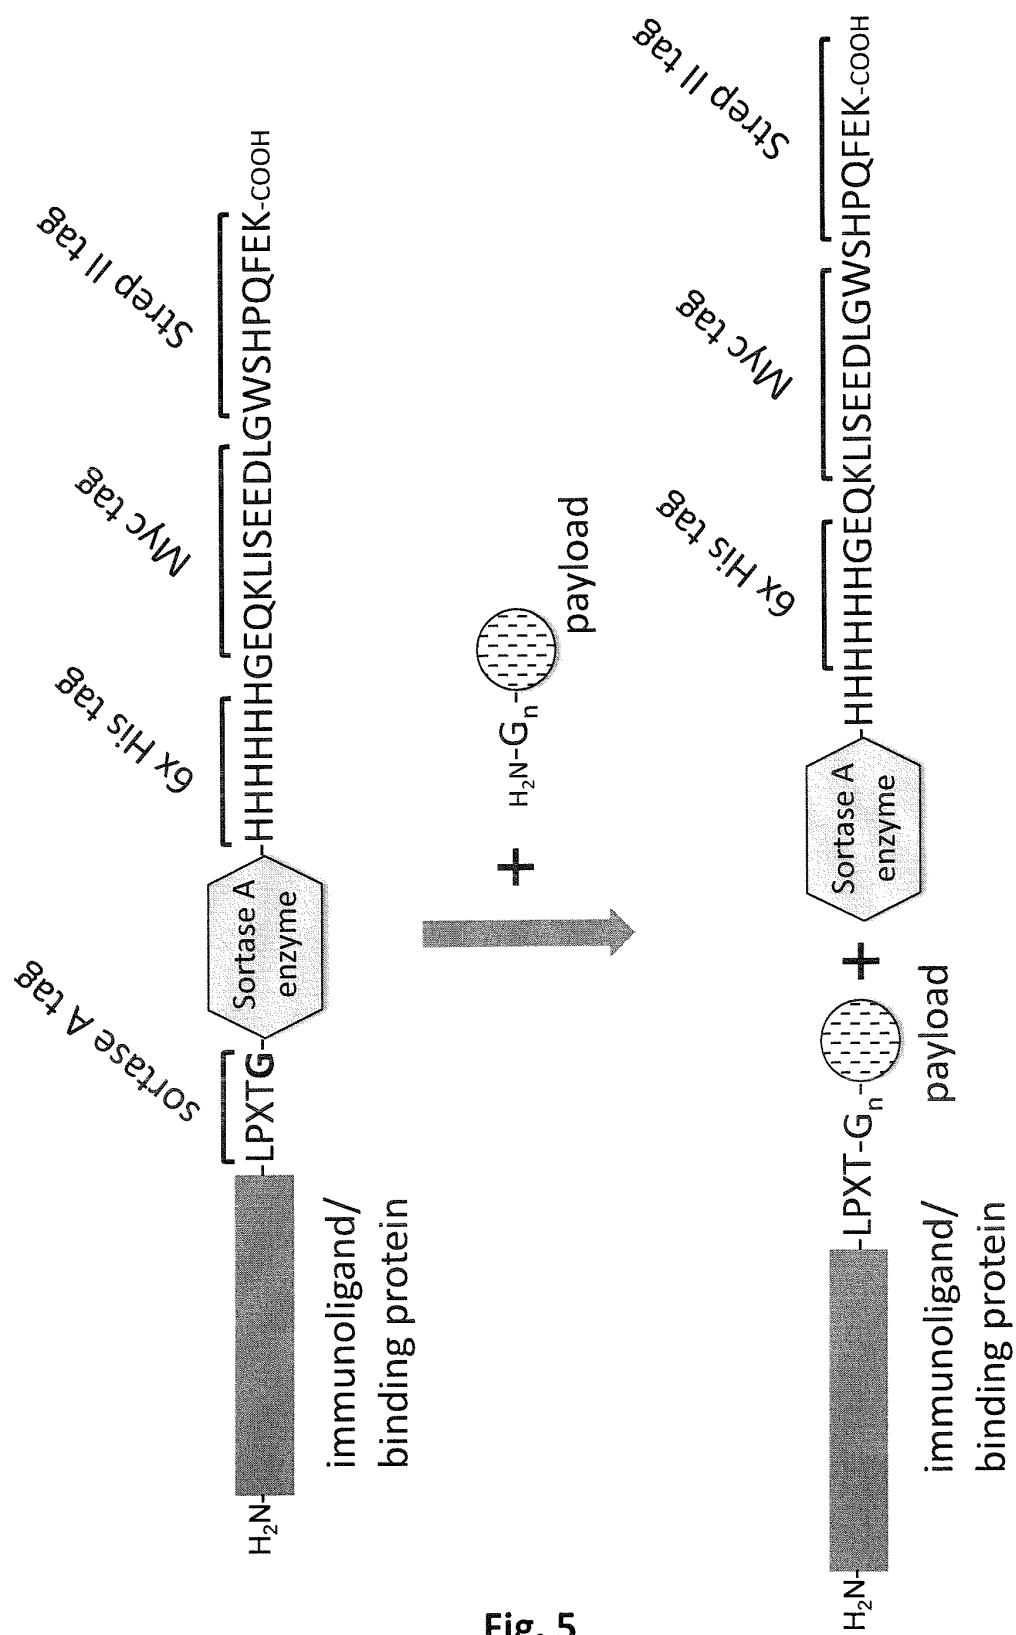 Strep II tag
Myc tag
6x His tag
sortase A tag
H2N-
-LPXTG-
Sortase A
enzyme
-HHHHHHGEQKLISEEDLGWSHPQFEK-COOH
immunoligand/
binding protein
+
H2N-Gn-
payload
Strep II tag
Myc tag
6x His tag
H2N-
-LPXT-Gn-
+
Sortase A
enzyme
-HHHHHHGEQKLISEEDLGWSHPQFEK-COOH
payload
immunoligand/
binding protein
Fig. 5